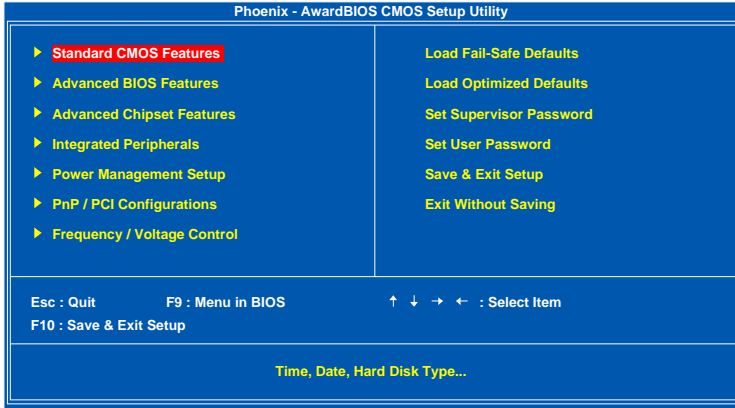 Phoenix - AwardBIOS CMOS Setup Utility
Standard CMOS Features
Advanced BIOS Features
Advanced Chipset Features
Integrated Peripherals
Power Management Setup
PnP / PCI Configurations
Frequency / Voltage Control
Load Fail-Safe Defaults
Load Optimized Defaults
Set Supervisor Password
Set User Password
Save & Exit Setup
Exit Without Saving
Esc : Quit F9 : Menu in BIOS ↑ ↓ → ← : Select Item
F10 : Save & Exit Setup
Time, Date, Hard Disk Type...